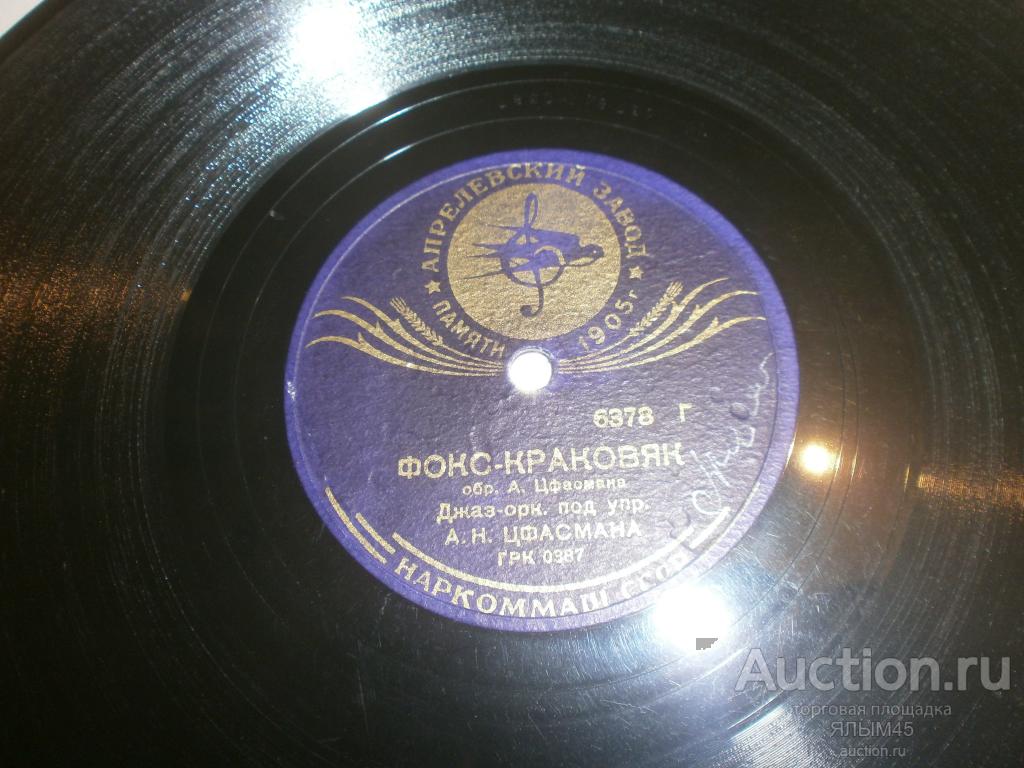 ★ АПРЕЛЕВСКИЙ ЗАВОД ★
ПАМЯТИ 1905 г
6378 Г
ФОКС-КРАКОВЯК
обр. А. Цфасмана
Джаз-орк. под упр.
А. Н. ЦФАСМАНА
ГРК 0387
НАРКОММАШ
Auction.ru
торговая площадка
ЯЛЫМ45
auction.ru